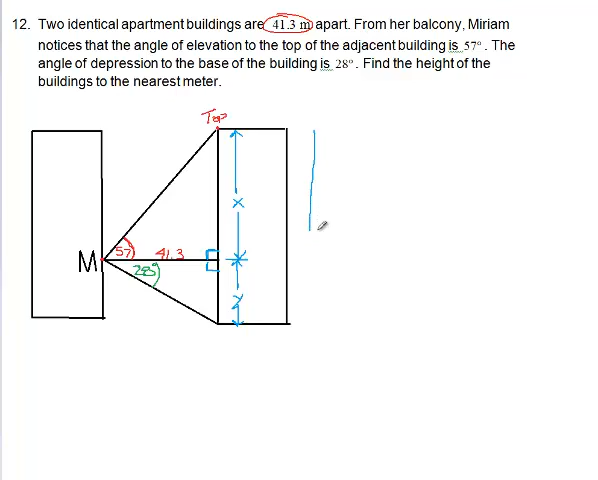 12. Two identical apartment buildings are 41.3 m apart. From her balcony, Miriam
notices that the angle of elevation to the top of the adjacent building is 57°. The
angle of depression to the base of the building is 28°. Find the height of the
buildings to the nearest meter.
Top
x
M 57 41.3
28°
y